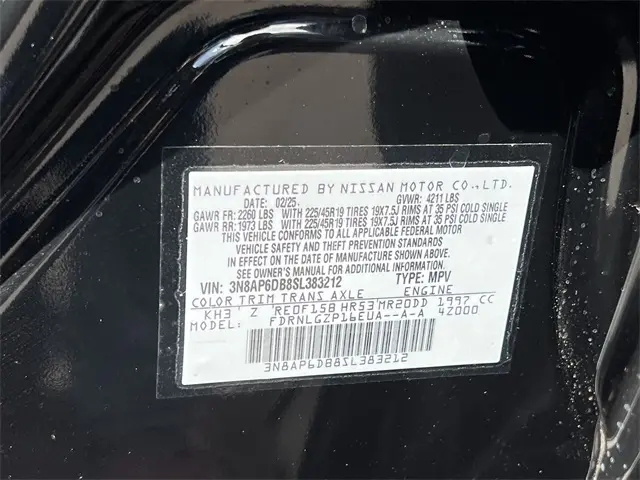 MANUFACTURED BY NISSAN MOTOR CO.,LTD.
DATE: 02/25. GVWR: 4211 LBS
GAWR FR: 2260 LBS WITH 225/45R19 TIRES 19X7.5J RIMS AT 35 PSI COLD SINGLE
GAWR RR: 1973 LBS WITH 225/45R19 TIRES 19X7.5J RIMS AT 35 PSI COLD SINGLE
THIS VEHICLE CONFORMS TO ALL APPLICABLE FEDERAL MOTOR
VEHICLE SAFETY AND THEFT PREVENTION STANDARDS
IN EFFECT ON THE DATE OF MANUFACTURE SHOWN ABOVE.
SEE OWNER'S MANUAL FOR ADDITIONAL INFORMATION.
VIN: 3N8AP6DB8SL383212 TYPE: MPV
COLOR TRIM TRANS AXLE ENGINE
KH3 Z RE0F15B HR53 MR20DD 1997 CC
MODEL: FDRNLGZP16EUA--A-A 4Z000
3N8AP6DB8SL383212